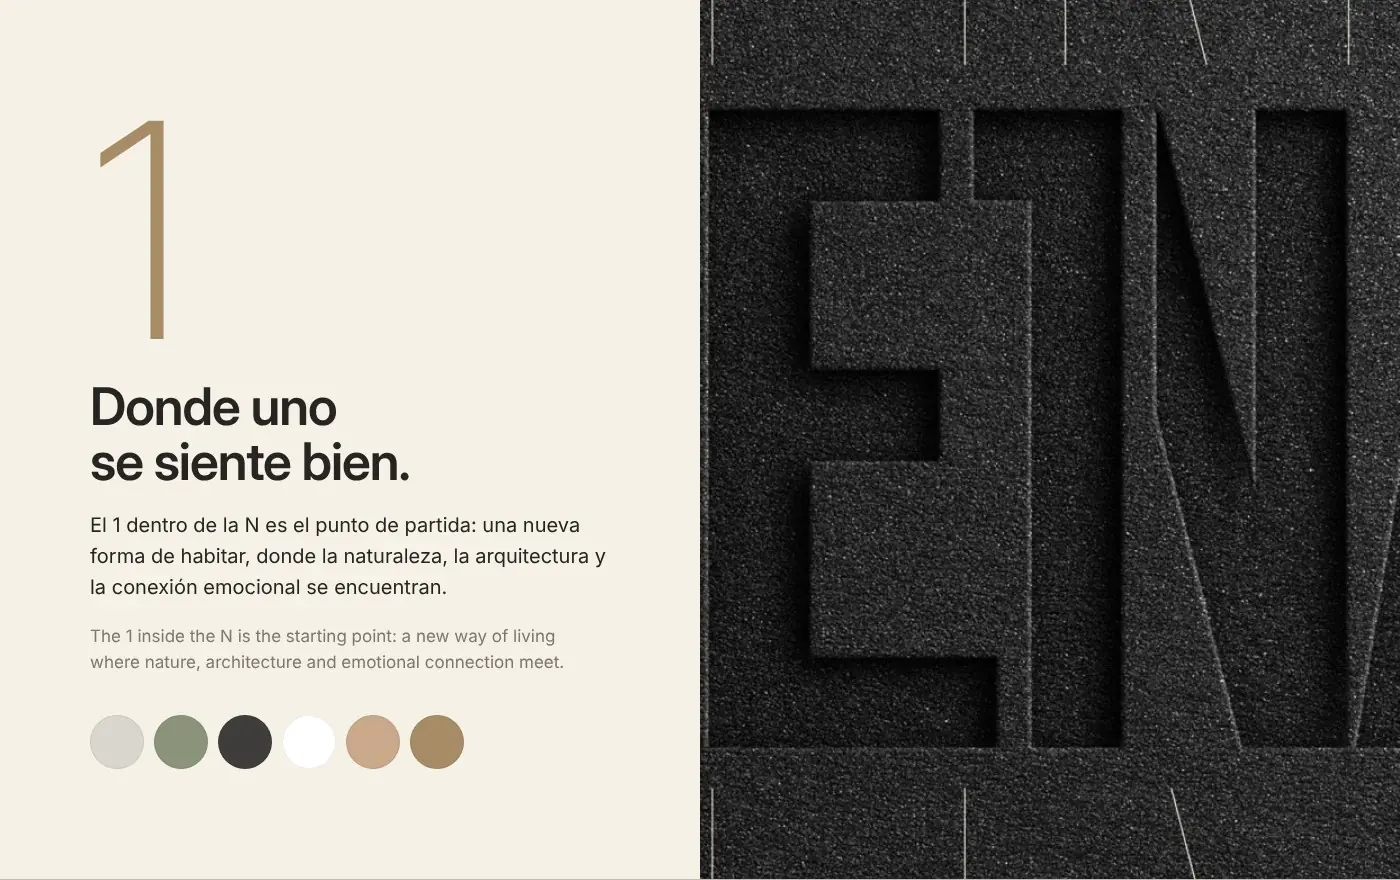 1
Donde uno
se siente bien.
El 1 dentro de la N es el punto de partida: una nueva
forma de habitar, donde la naturaleza, la arquitectura y
la conexión emocional se encuentran.
The 1 inside the N is the starting point: a new way of living
where nature, architecture and emotional connection meet.
EN